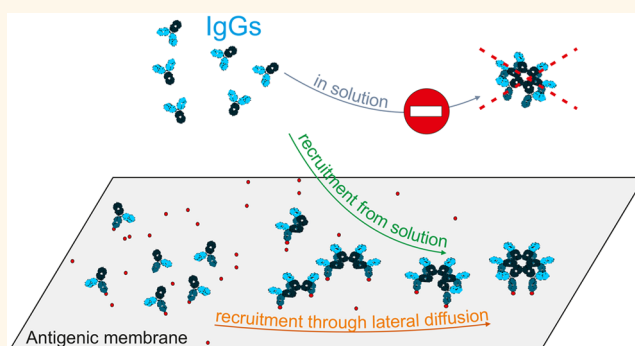 IgGs
in solution
recruitment from solution
recruitment through lateral diffusion
Antigenic membrane